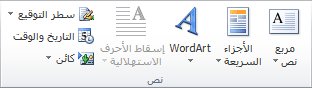 مربع
نص
الأجزاء
السريعة
WordArt
إسقاط الأحرف
الاستهلالية
سطر التوقيع
التاريخ والوقت
كائن
نص